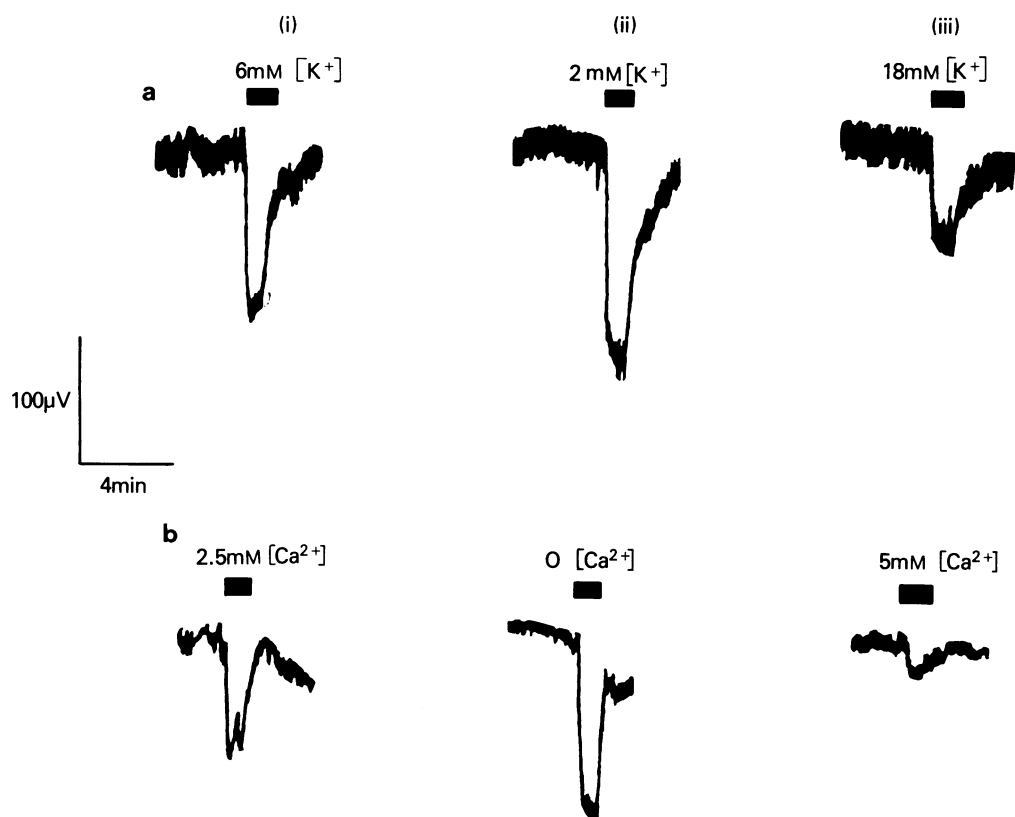 (i) (ii) (iii)
6mM [K⁺] 2 mM [K⁺] 18mM [K⁺]
a
100µV
4min
b
2.5mM [Ca²⁺] O [Ca²⁺] 5mM [Ca²⁺]